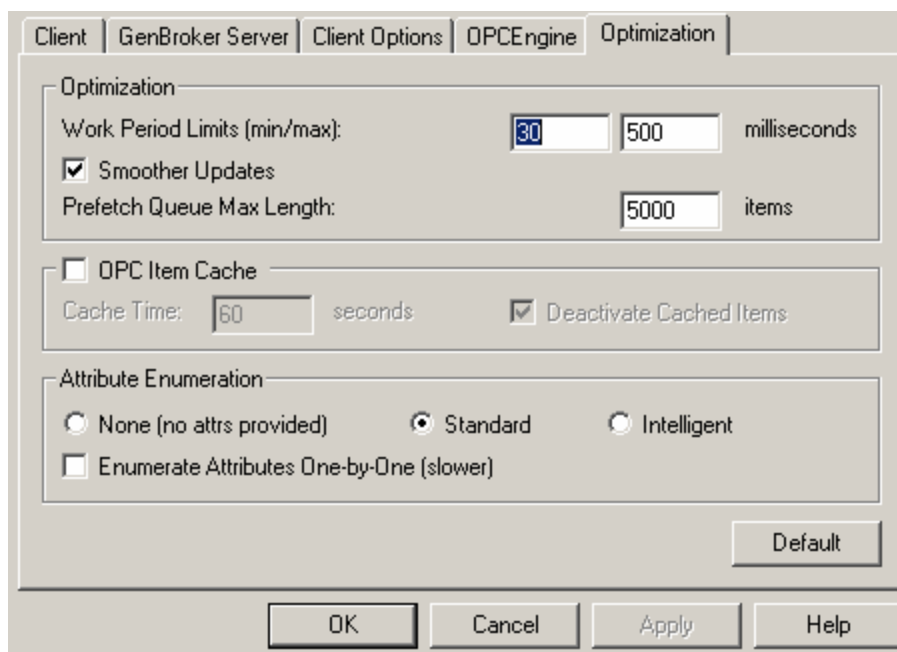 Client GenBroker Server Client Options OPCEngine Optimization
Optimization
Work Period Limits (min/max): 30 500 milliseconds
Smoother Updates
Prefetch Queue Max Length: 5000 items
OPC Item Cache
Cache Time: 60 seconds Deactivate Cached Items
Attribute Enumeration
None (no attrs provided) Standard Intelligent
Enumerate Attributes One-by-One (slower)
Default
OK Cancel Apply Help